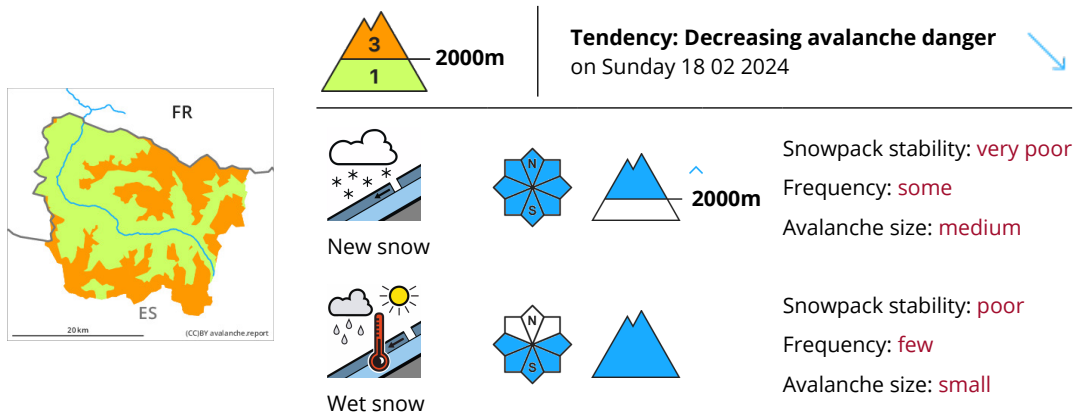 3
2000m
1
Tendency: Decreasing avalanche danger
on Sunday 18 02 2024
FR
ES
20 km
(CC)BY avalanche.report
N
S
2000m
New snow
Snowpack stability: very poor
Frequency: some
Avalanche size: medium
N
S
Wet snow
Snowpack stability: poor
Frequency: few
Avalanche size: small